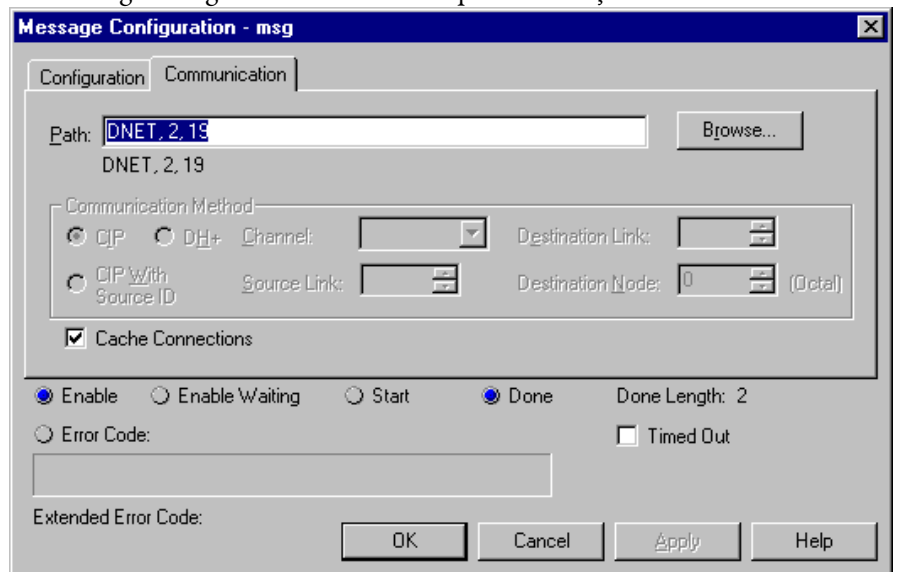 Message Configuration - msg
Configuration Communication
Path: DNET, 2, 19 Browse...
DNET, 2, 19
Communication Method
CIP DH+ Channel: Destination Link:
CIP With Source ID Source Link: Destination Node: 0 (Octal)
Cache Connections
Enable Enable Waiting Start Done Done Length: 2
Error Code: Timed Out
Extended Error Code:
OK Cancel Apply Help